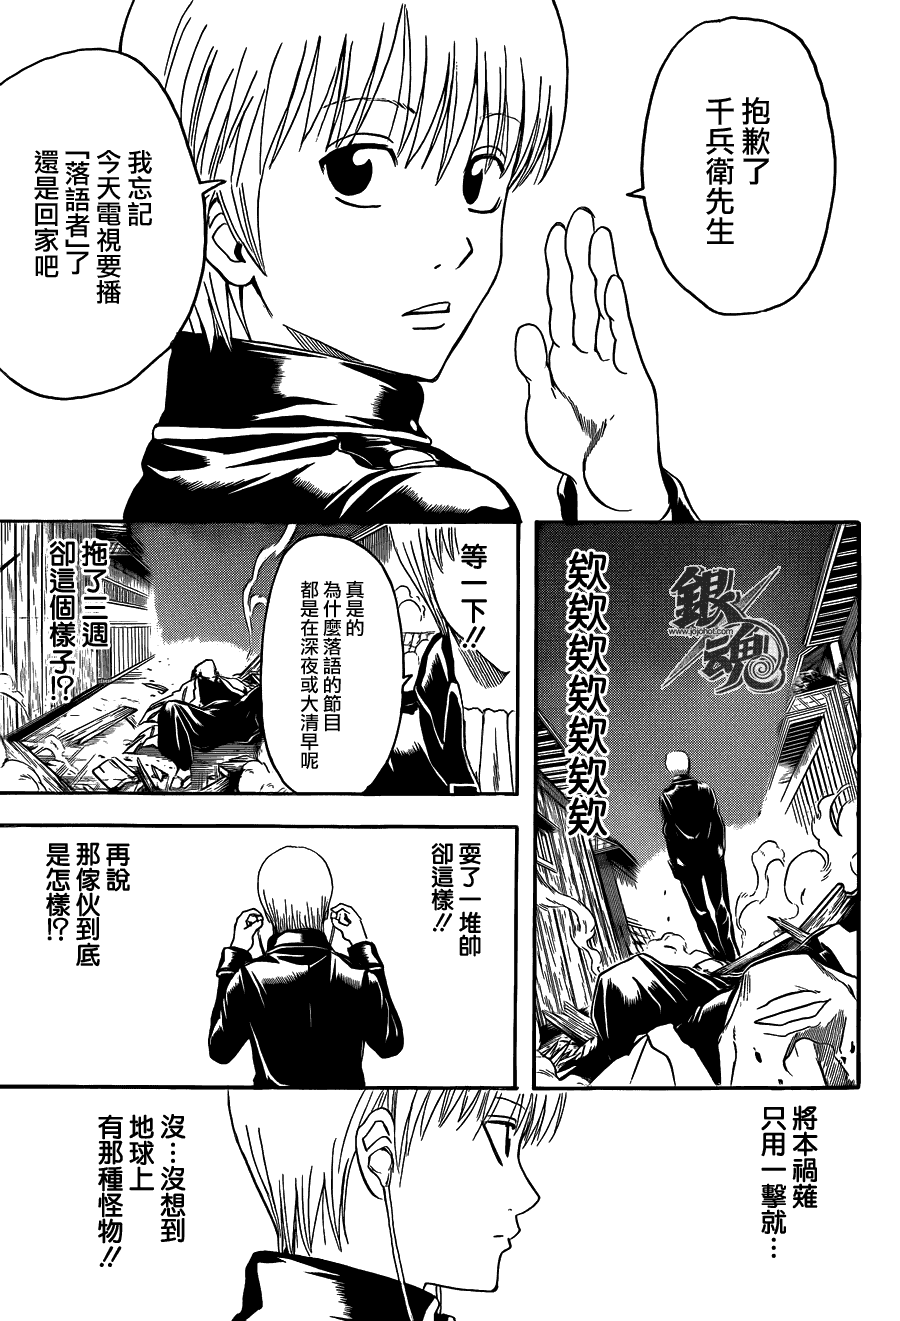 抱歉了
千兵衛先生
我忘記
今天電視要播
「落語者」了
還是回家吧
欸欸欸欸欸欸欸
銀魂
www.jojohot.com
等一下!!
真是的
為什麼落語的節目
都是在深夜或大清早呢
拖了三週
卻這個樣子!?
耍了一堆帥
卻這樣!!
再說
那傢伙到底
是怎樣!?
將本禍薙
只用一擊就…
沒…沒想到
地球上
有那種怪物!!